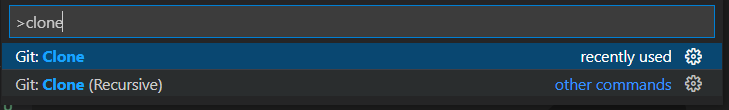 >clone
Git: Clone recently used
Git: Clone (Recursive) other commands